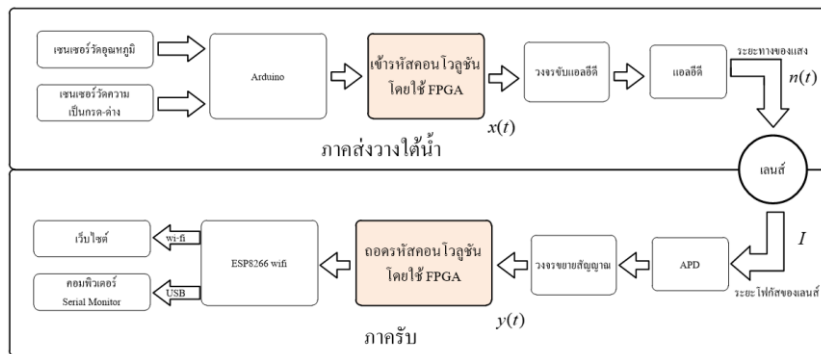 เซนเซอร์วัดอุณหภูมิ
เซนเซอร์วัดความ
เป็นกรด-ด่าง
Arduino
เข้ารหัสคอนโวลูชัน
โดยใช้ FPGA
x(t)
วงจรขับแอลอีดี
แอลอีดี
ระยะทางของแสง
n(t)
ภาคส่งวางใต้น้ำ
เลนส์
เว็บไซต์
wi-fi
คอมพิวเตอร์
Serial Monitor
USB
ESP8266 wifi
ถอดรหัสคอนโวลูชัน
โดยใช้ FPGA
y(t)
วงจรขยายสัญญาณ
APD
I
ระยะโฟกัสของเลนส์
ภาครับ